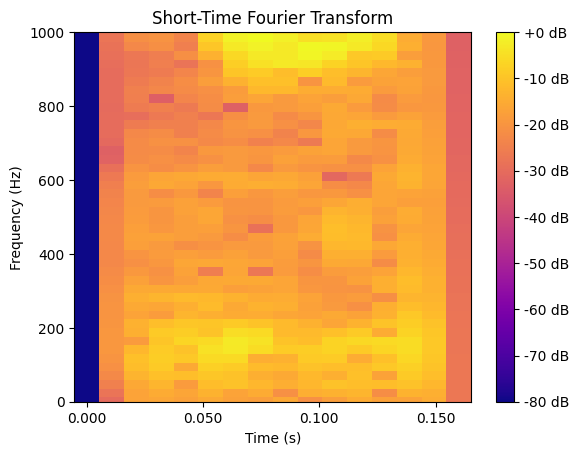 Short-Time Fourier Transform
1000
800
600
400
200
0
Frequency (Hz)
0.000
0.050
0.100
0.150
Time (s)
+0 dB
-10 dB
-20 dB
-30 dB
-40 dB
-50 dB
-60 dB
-70 dB
-80 dB